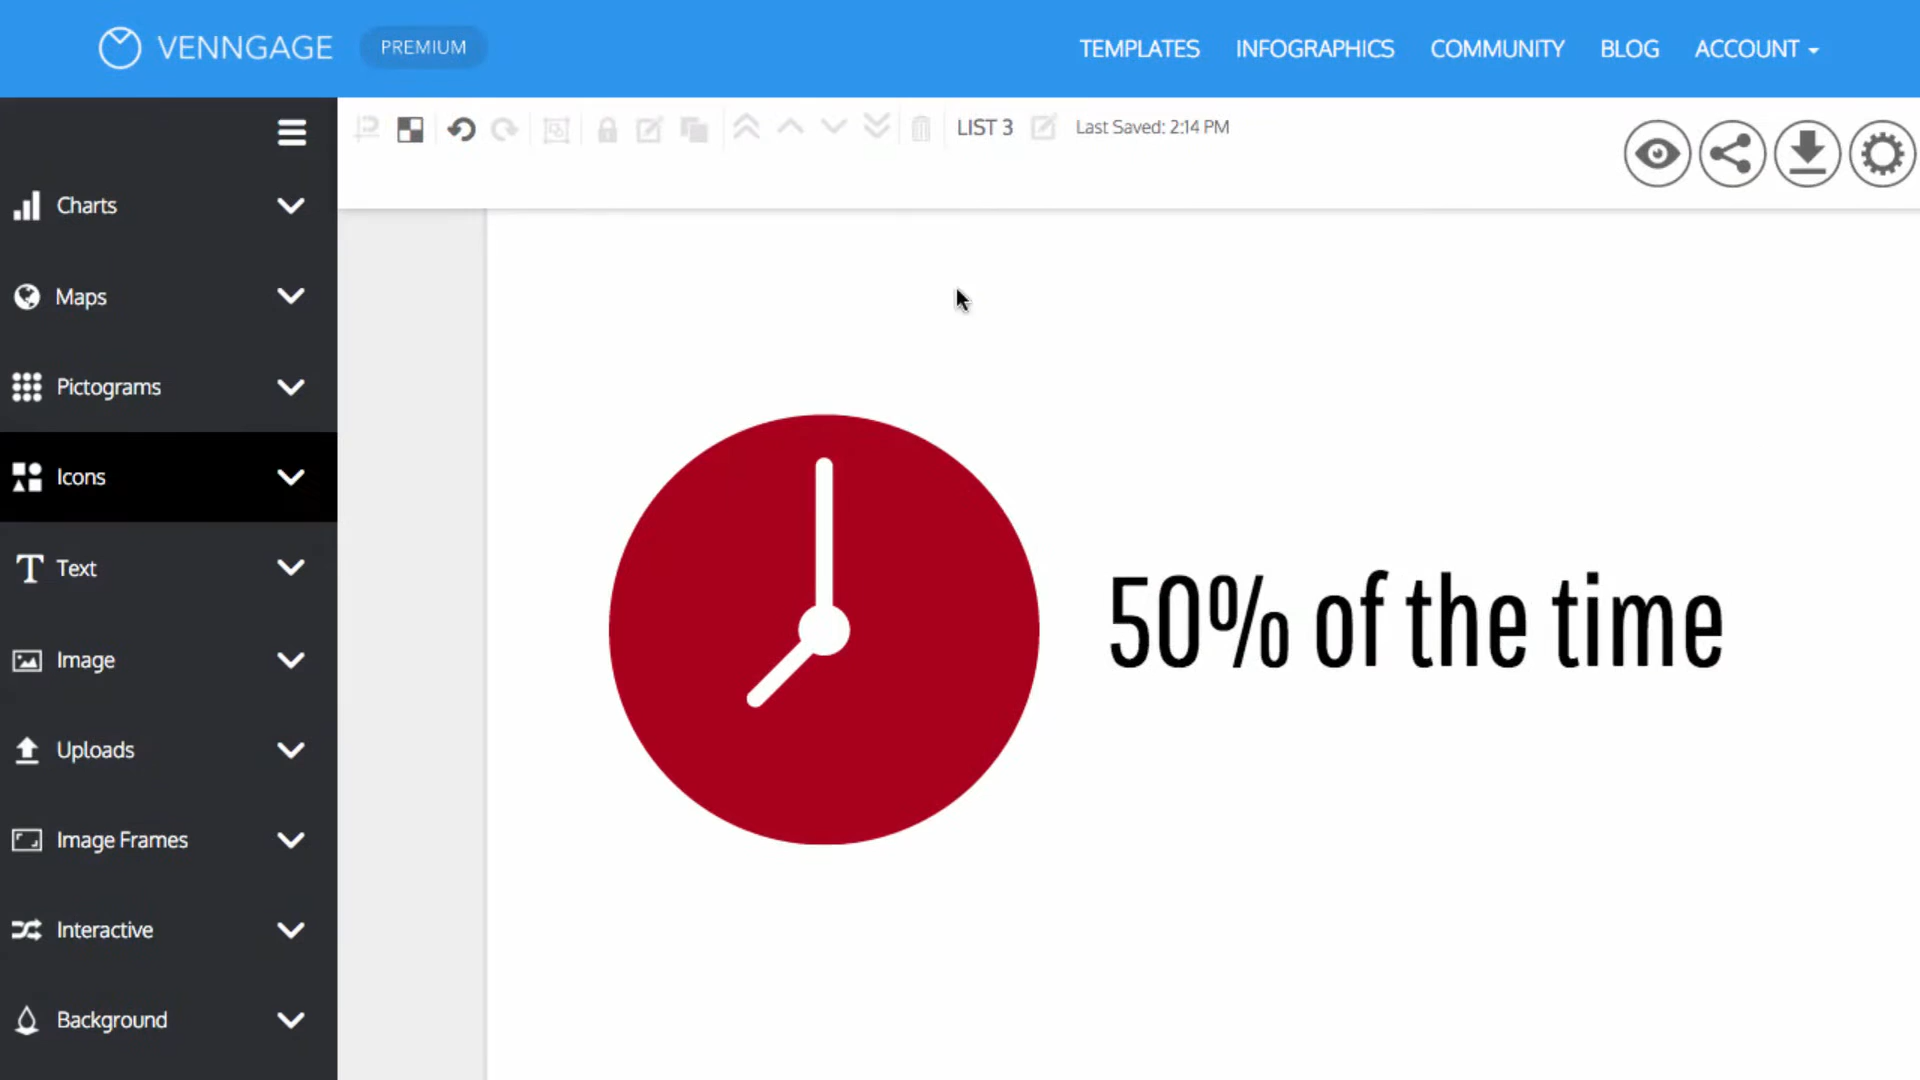 VENNGAGE PREMIUM
TEMPLATES INFOGRAPHICS COMMUNITY BLOG ACCOUNT
LIST 3 Last Saved: 2:14 PM
Charts
Maps
Pictograms
Icons
Text
Image
Uploads
Image Frames
Interactive
Background
50% of the time